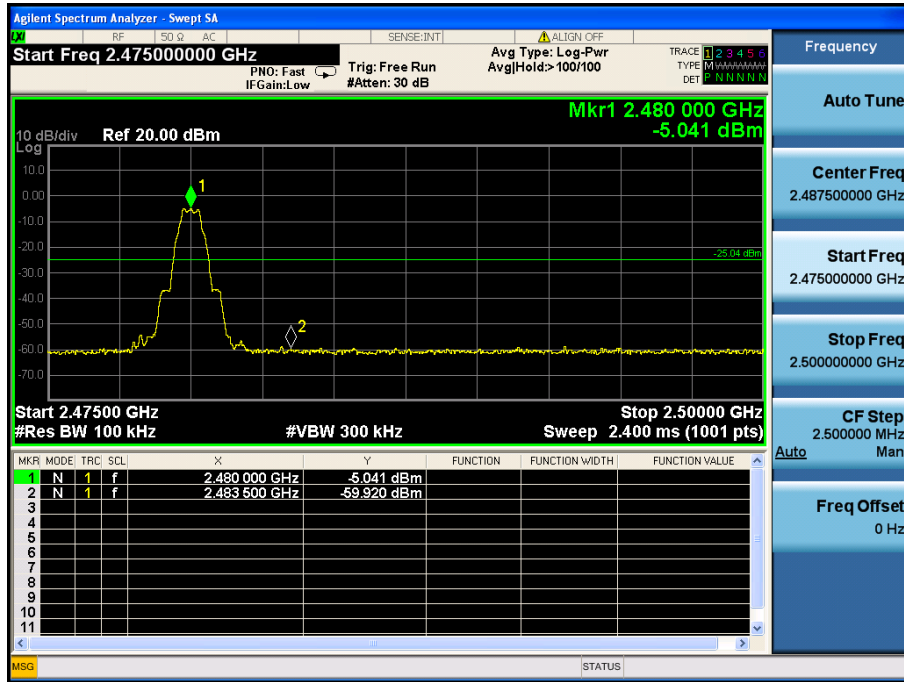 Agilent Spectrum Analyzer - Swept SA
LXI RF 50 Ω AC SENSE:INT ALIGN OFF
Start Freq 2.475000000 GHz
PNO: Fast
IFGain:Low
Trig: Free Run
#Atten: 30 dB
Avg Type: Log-Pwr
Avg|Hold:> 100/100
TRACE 1 2 3 4 5 6
TYPE M W W W W W
DET P N N N N N
Mkr1 2.480 000 GHz
-5.041 dBm
10 dB/div Ref 20.00 dBm
Log
10.0
0.00
-10.0
-20.0
-30.0
-40.0
-50.0
-60.0
-70.0
1
2
-25.04 dBm
Start 2.47500 GHz Stop 2.50000 GHz
#Res BW 100 kHz #VBW 300 kHz Sweep 2.400 ms (1001 pts)
MKR MODE TRC SCL X Y FUNCTION FUNCTION WIDTH FUNCTION VALUE
1 N 1 f 2.480 000 GHz -5.041 dBm
2 N 1 f 2.483 500 GHz -59.920 dBm
3
4
5
6
7
8
9
10
11
MSG STATUS
Frequency
Auto Tune
Center Freq
2.487500000 GHz
Start Freq
2.475000000 GHz
Stop Freq
2.500000000 GHz
CF Step
2.500000 MHz
Auto Man
Freq Offset
0 Hz